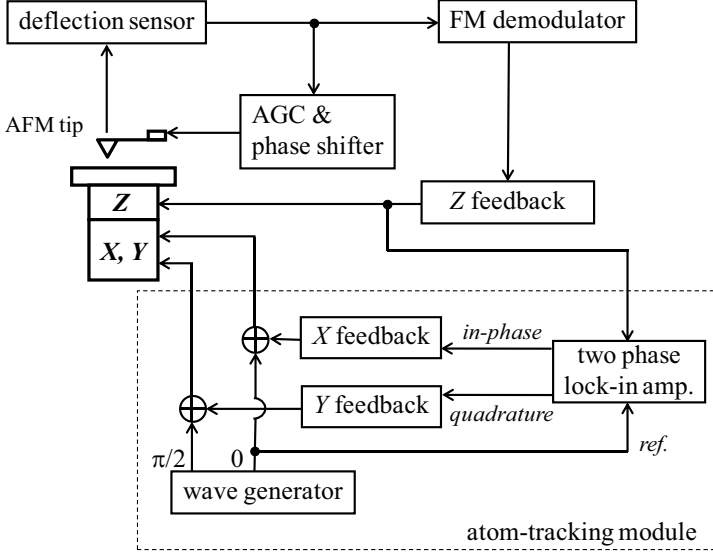 deflection sensor
FM demodulator
AFM tip
AGC &
phase shifter
Z
Z feedback
X, Y
X feedback
in-phase
two phase
lock-in amp.
Y feedback
quadrature
π/2
0
ref.
wave generator
atom-tracking module